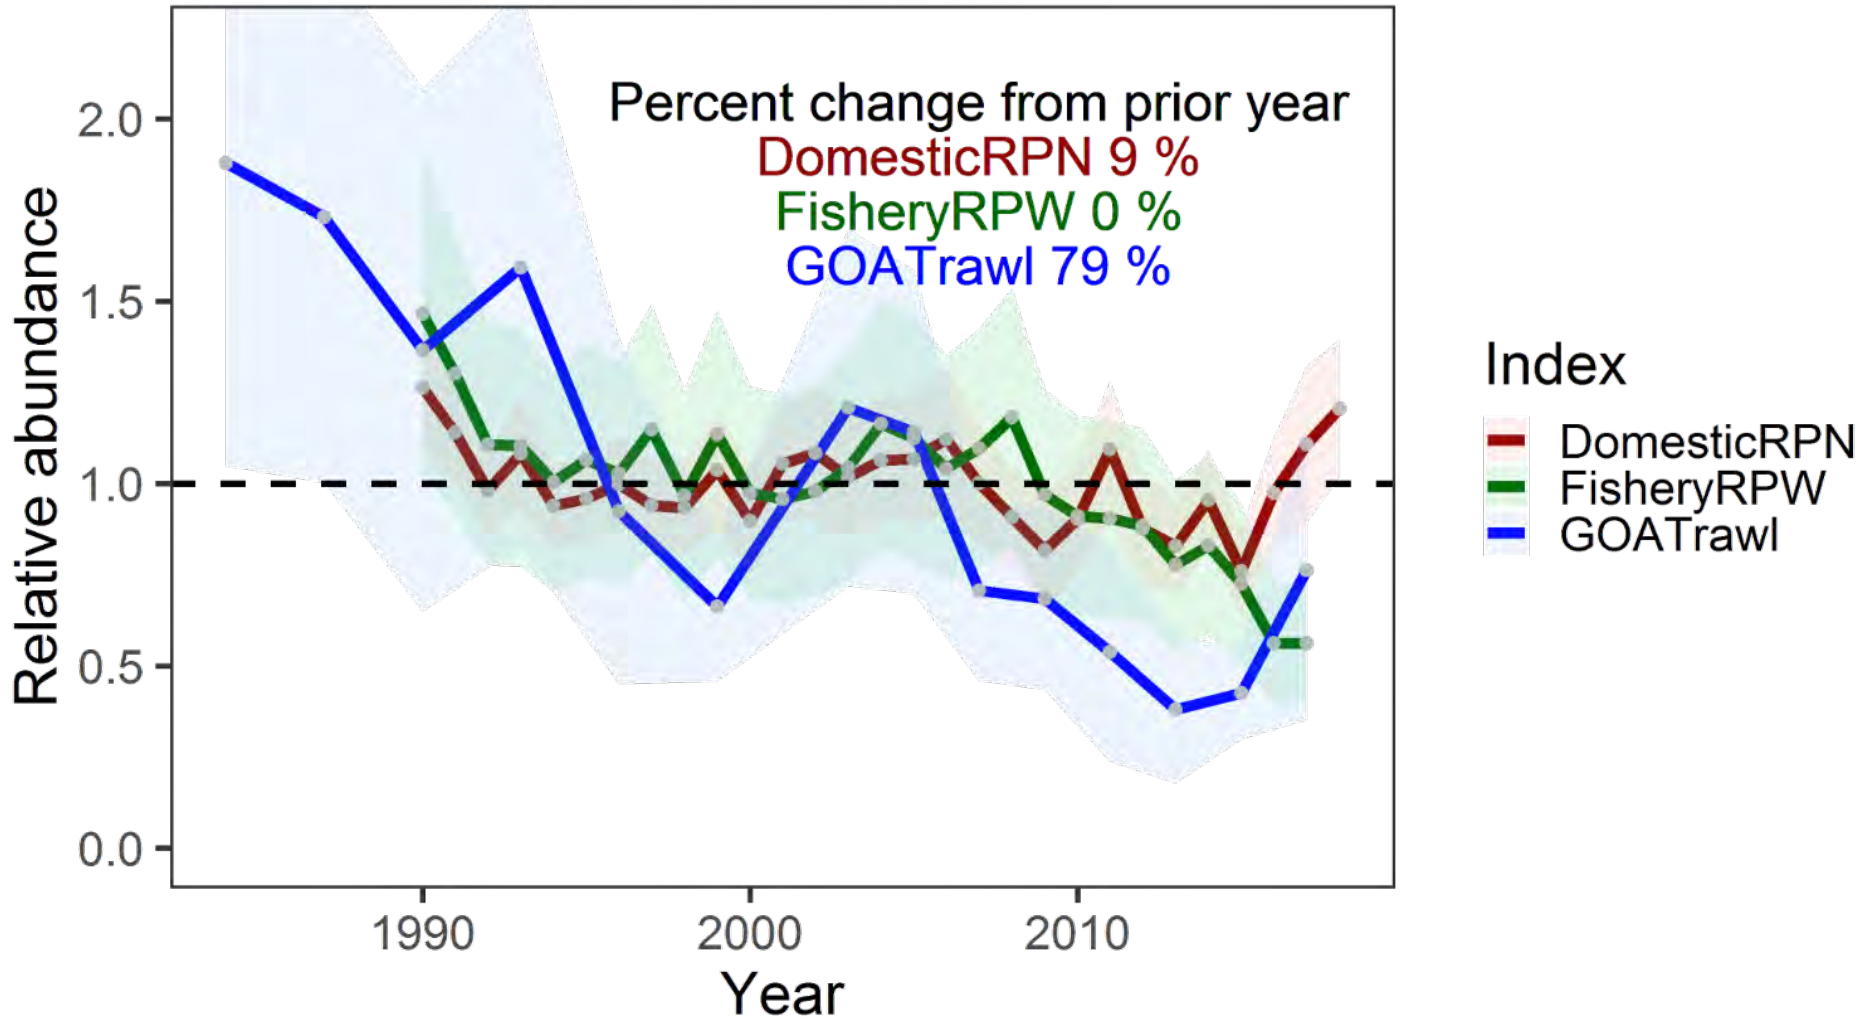 Percent change from prior year
DomesticRPN 9 %
FisheryRPW 0 %
GOATrawl 79 %
Relative abundance
2.0
1.5
1.0
0.5
0.0
1990
2000
2010
Year
Index
DomesticRPN
FisheryRPW
GOATrawl